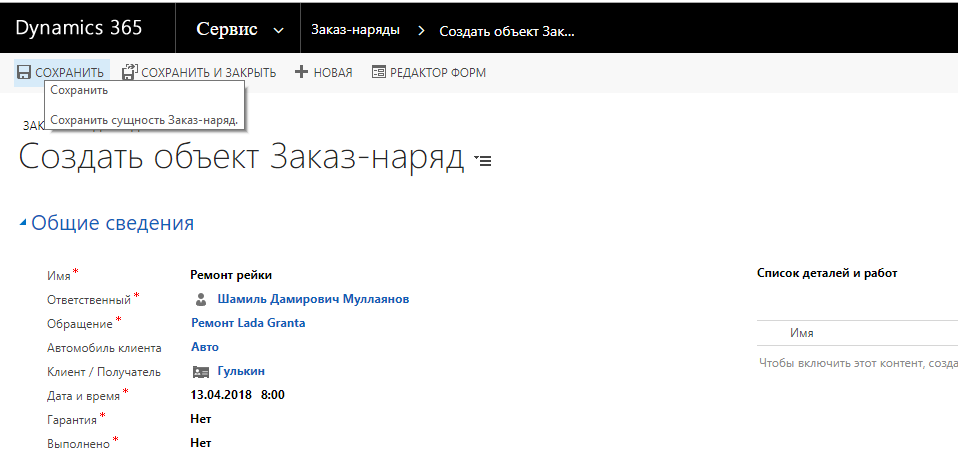 Dynamics 365 Сервис Заказ-наряды Создать объект Зак...
СОХРАНИТЬ СОХРАНИТЬ И ЗАКРЫТЬ НОВАЯ РЕДАКТОР ФОРМ
Сохранить
Сохранить сущность Заказ-наряд.
Создать объект Заказ-наряд
Общие сведения
Имя* Ремонт рейки
Ответственный* Шамиль Дамирович Муллаянов
Обращение* Ремонт Lada Granta
Автомобиль клиента Авто
Клиент / Получатель Гулькин
Дата и время* 13.04.2018 8:00
Гарантия* Нет
Выполнено* Нет
Список деталей и работ
Имя
Чтобы включить этот контент, созда